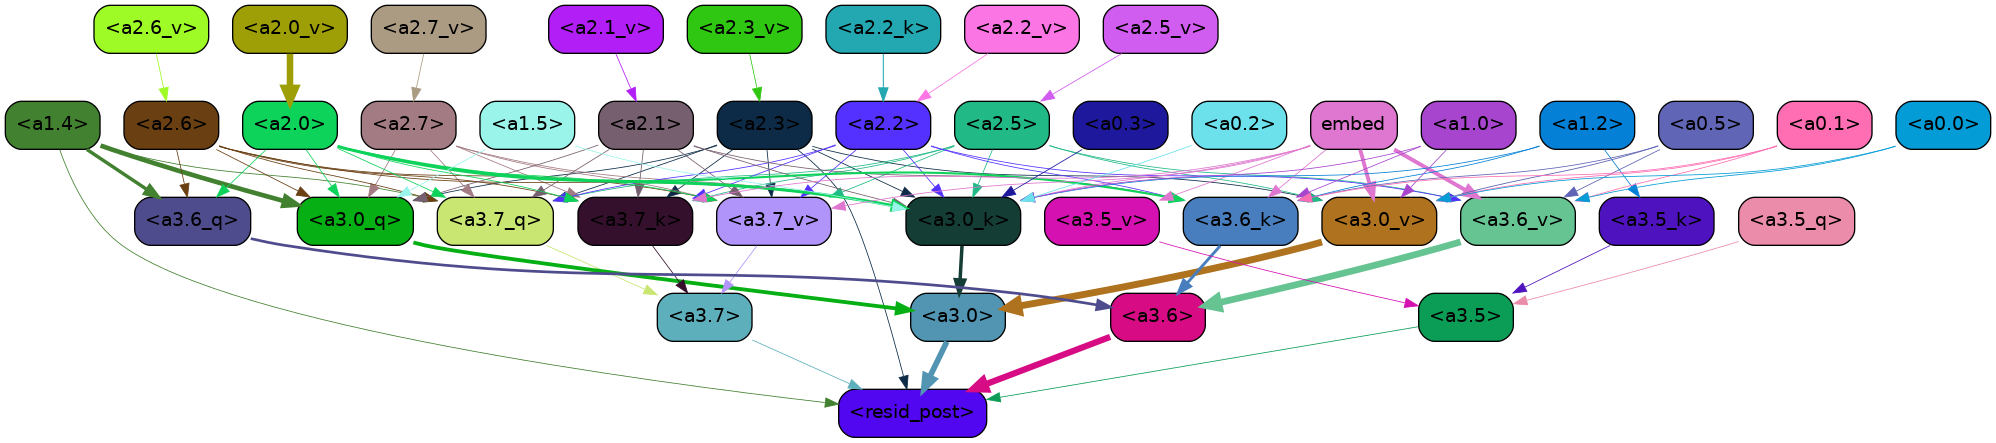 <a2.6_v> <a2.0_v> <a2.7_v> <a2.1_v> <a2.3_v> <a2.2_k> <a2.2_v> <a2.5_v>
<a1.4> <a2.6> <a2.0> <a2.7> <a1.5> <a2.1> <a2.3> <a2.2> <a2.5> <a0.3> <a0.2> embed <a1.0> <a1.2> <a0.5> <a0.1> <a0.0>
<a3.6_q> <a3.0_q> <a3.7_q> <a3.7_k> <a3.7_v> <a3.0_k> <a3.5_v> <a3.6_k> <a3.0_v> <a3.6_v> <a3.5_k> <a3.5_q>
<a3.7> <a3.0> <a3.6> <a3.5>
<resid_post>